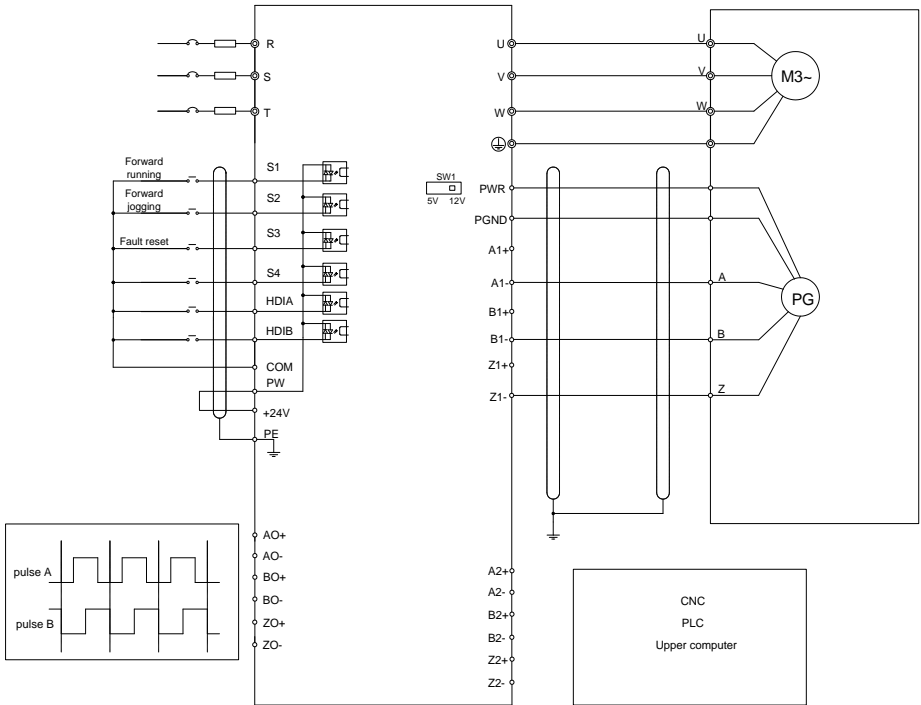 R
S
T
U
V
W
U
V
W
M3~
Forward
running
Forward
jogging
Fault reset
S1
S2
S3
S4
HDIA
HDIB
COM
PW
+24V
PE
SW1
5V 12V
PWR
PGND
A1+
A1-
B1+
B1-
Z1+
Z1-
A
B
Z
PG
pulse A
pulse B
AO+
AO-
BO+
BO-
ZO+
ZO-
A2+
A2-
B2+
B2-
Z2+
Z2-
CNC
PLC
Upper computer